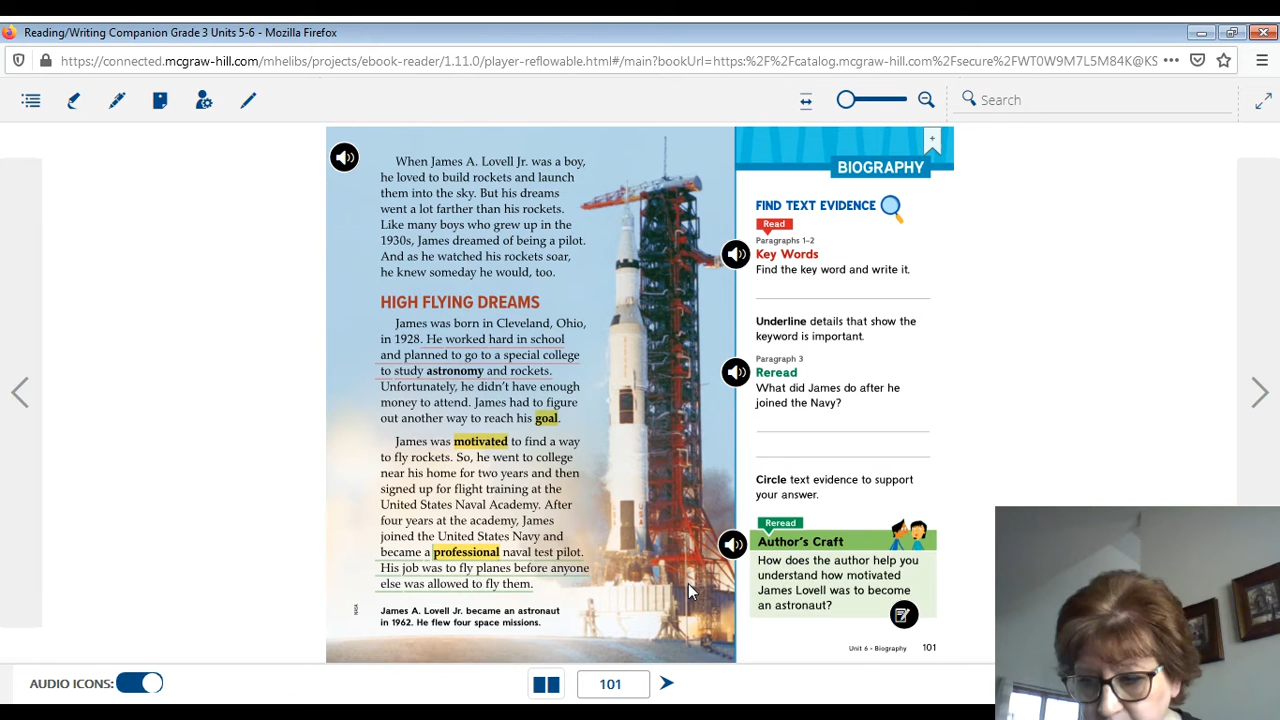 Reading/Writing Companion Grade 3 Units 5-6 - Mozilla Firefox
https://connected.mcgraw-hill.com/mhelibs/projects/ebook-reader/1.11.0/player-reflowable.html#/main?bookUrl=https:%2F%2Fcatalog.mcgraw-hill.com%2Fsecure%2FWT0W9M7L5M84K@KS
Search
When James A. Lovell Jr. was a boy,
he loved to build rockets and launch
them into the sky. But his dreams
went a lot farther than his rockets.
Like many boys who grew up in the
1930s, James dreamed of being a pilot.
And as he watched his rockets soar,
he knew someday he would, too.
HIGH FLYING DREAMS
James was born in Cleveland, Ohio,
in 1928. He worked hard in school
and planned to go to a special college
to study astronomy and rockets.
Unfortunately, he didn't have enough
money to attend. James had to figure
out another way to reach his goal.
James was motivated to find a way
to fly rockets. So, he went to college
near his home for two years and then
signed up for flight training at the
United States Naval Academy. After
four years at the academy, James
joined the United States Navy and
became a professional naval test pilot.
His job was to fly planes before anyone
else was allowed to fly them.
NASA
James A. Lovell Jr. became an astronaut
in 1962. He flew four space missions.
BIOGRAPHY
FIND TEXT EVIDENCE
Read
Paragraphs 1–2
Key Words
Find the key word and write it.
Underline details that show the
keyword is important.
Paragraph 3
Reread
What did James do after he
joined the Navy?
Circle text evidence to support
your answer.
Reread
Author's Craft
How does the author help you
understand how motivated
James Lovell was to become
an astronaut?
Unit 6 • Biography 101
AUDIO ICONS:
101